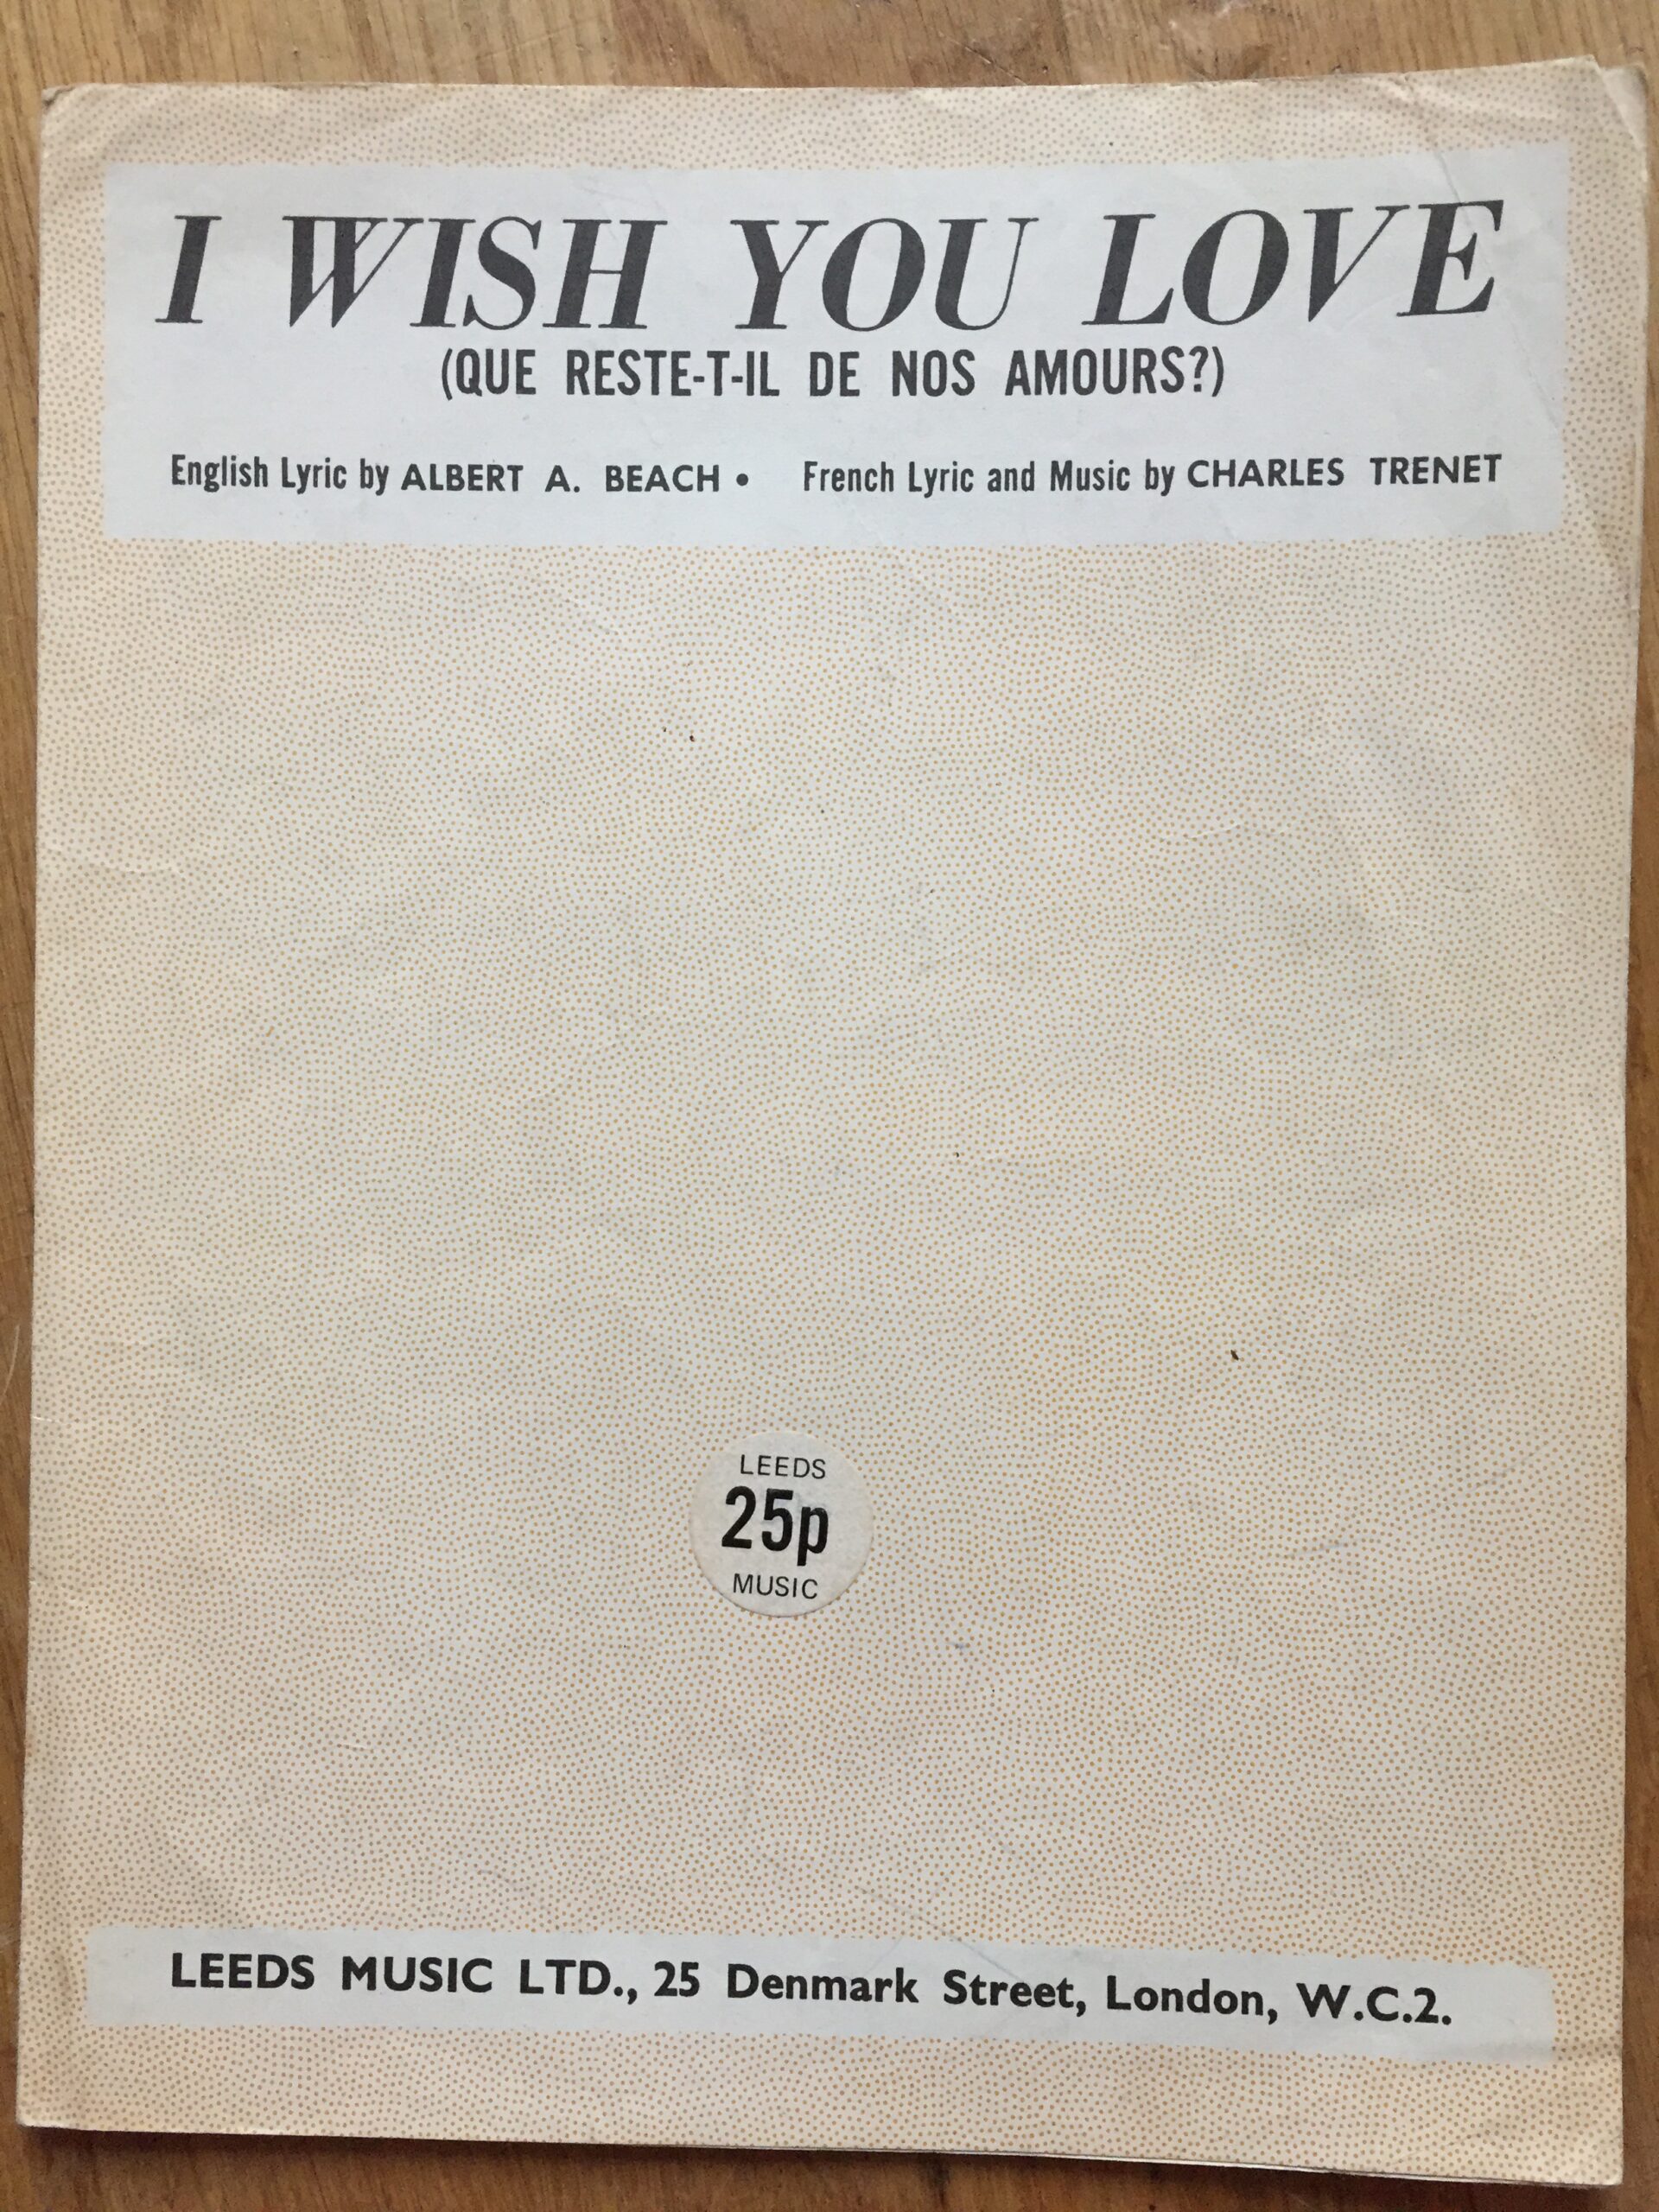 I WISH YOU LOVE
(QUE RESTE-T-IL DE NOS AMOURS?)
English Lyric by ALBERT A. BEACH • French Lyric and Music by CHARLES TRENET
LEEDS
25p
MUSIC
LEEDS MUSIC LTD., 25 Denmark Street, London, W.C.2.